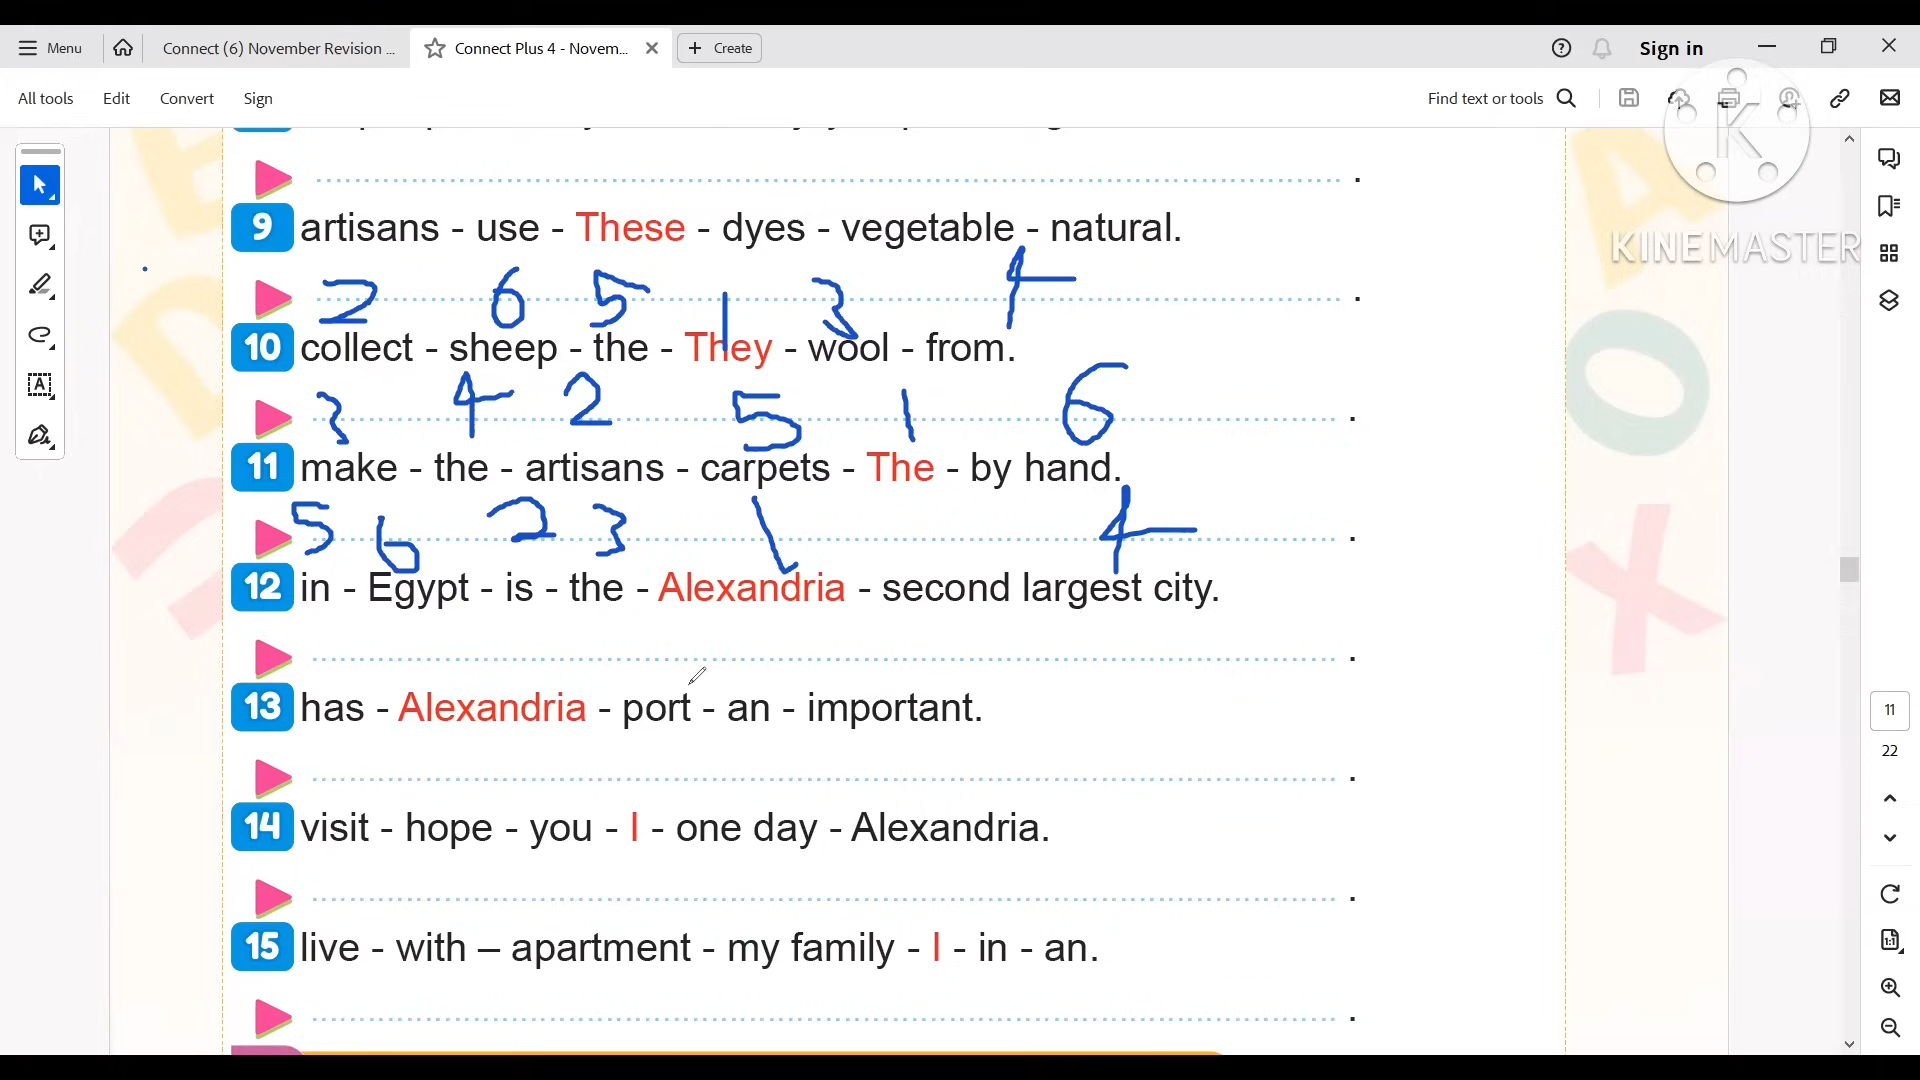 Menu
Connect (6) November Revision ...
Connect Plus 4 - Novem...
Create
Sign in
All tools
Edit
Convert
Sign
Find text or tools
K
KINEMASTER
9 artisans - use - These - dyes - vegetable - natural.
2 6 5 1 3 4
10 collect - sheep - the - They - wool - from.
3 4 2 5 1 6
11 make - the - artisans - carpets - The - by hand.
5 6 2 3 1 4
12 in - Egypt - is - the - Alexandria - second largest city.
13 has - Alexandria - port - an - important.
14 visit - hope - you - I - one day - Alexandria.
15 live - with – apartment - my family - I - in - an.
11
22